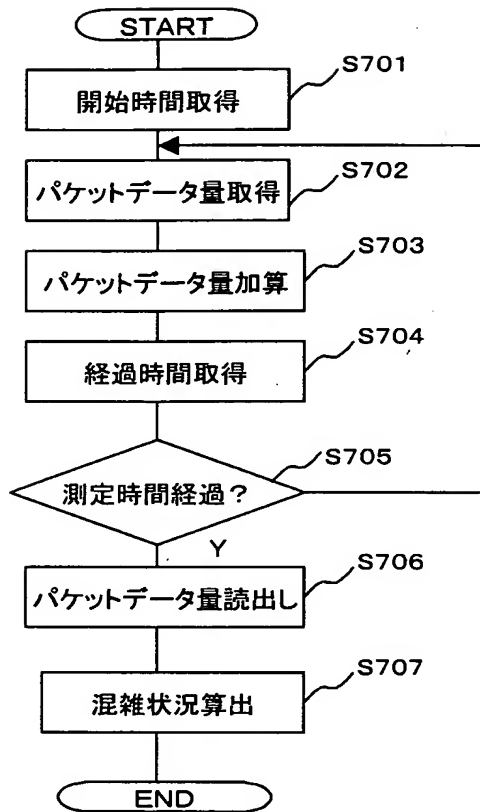 START
S701
開始時間取得
S702
パケットデータ量取得
S703
パケットデータ量加算
S704
経過時間取得
S705
測定時間経過?
Y
S706
パケットデータ量読出し
S707
混雑状況算出
END